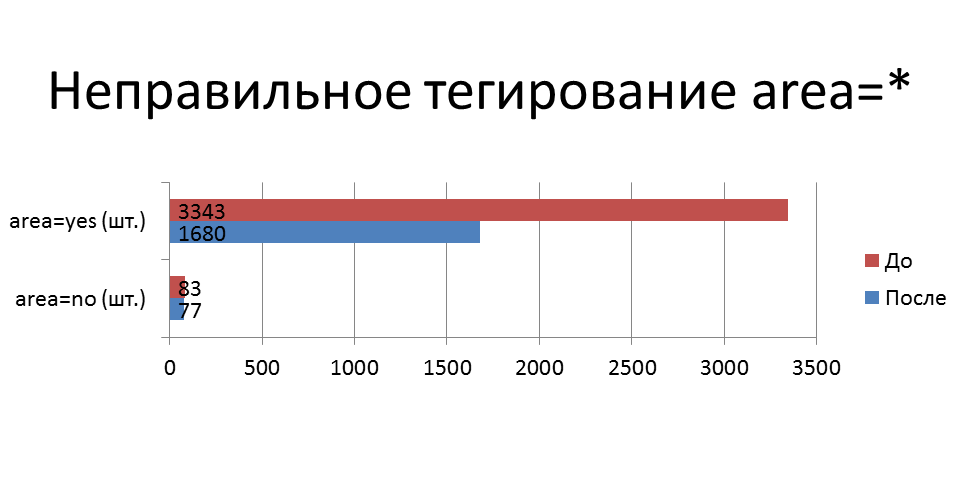 Неправильное тегирование area=*
area=yes (шт.)
3343
1680
area=no (шт.)
83
77
До
После
0 500 1000 1500 2000 2500 3000 3500